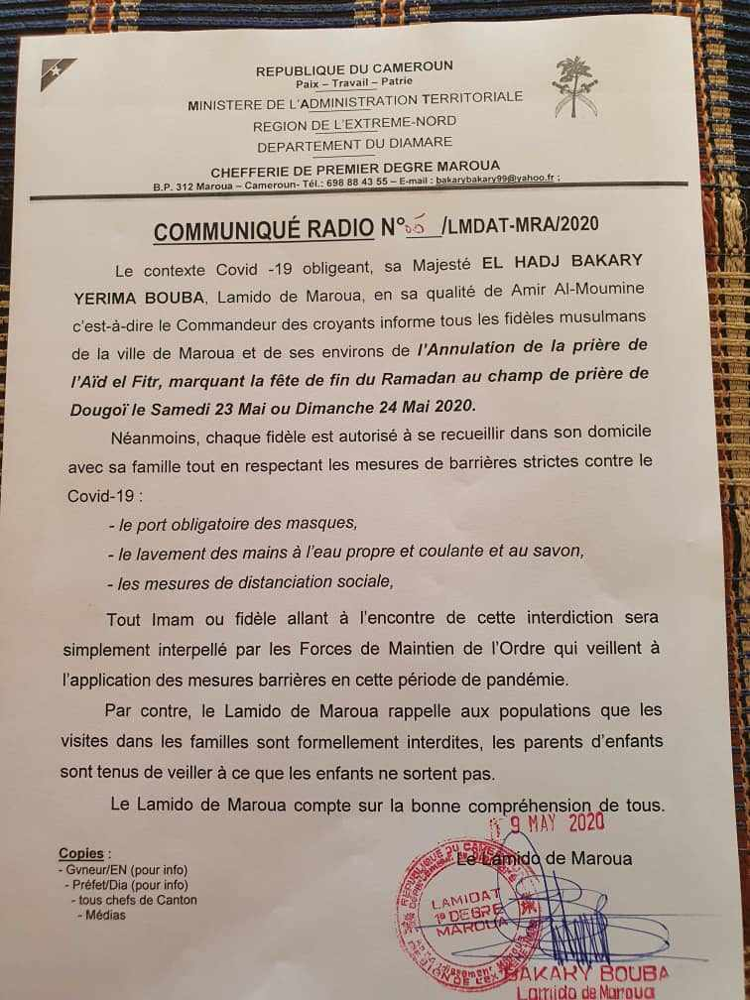 REPUBLIQUE DU CAMEROUN
Paix – Travail – Patrie
MINISTERE DE L'ADMINISTRATION TERRITORIALE
REGION DE L'EXTREME-NORD
DEPARTEMENT DU DIAMARE
CHEFFERIE DE PREMIER DEGRE MAROUA
B.P. 312 Maroua – Cameroun- Tél.: 698 88 43 55 – E-mail : bakarybakary99@yahoo.fr ;
COMMUNIQUÉ RADIO N°05/LMDAT-MRA/2020
Le contexte Covid -19 obligeant, sa Majesté EL HADJ BAKARY
YERIMA BOUBA, Lamido de Maroua, en sa qualité de Amir Al-Moumine
c'est-à-dire le Commandeur des croyants informe tous les fidèles musulmans
de la ville de Maroua et de ses environs de l'Annulation de la prière de
l'Aïd el Fitr, marquant la fête de fin du Ramadan au champ de prière de
Dougoï le Samedi 23 Mai ou Dimanche 24 Mai 2020.
Néanmoins, chaque fidèle est autorisé à se recueillir dans son domicile
avec sa famille tout en respectant les mesures de barrières strictes contre le
Covid-19 :
- le port obligatoire des masques,
- le lavement des mains à l'eau propre et coulante et au savon,
- les mesures de distanciation sociale,
Tout Imam ou fidèle allant à l'encontre de cette interdiction sera
simplement interpellé par les Forces de Maintien de l'Ordre qui veillent à
l'application des mesures barrières en cette période de pandémie.
Par contre, le Lamido de Maroua rappelle aux populations que les
visites dans les familles sont formellement interdites, les parents d'enfants
sont tenus de veiller à ce que les enfants ne sortent pas.
Le Lamido de Maroua compte sur la bonne compréhension de tous.
9 MAY 2020
Le Lamido de Maroua
Copies :
- Gvneur/EN (pour info)
- Préfet/Dia (pour info)
- tous chefs de Canton
- Médias
REPUBLIQUE DU CAMEROUN
LAMIDAT
1º DEGRE
MAROUA
BAKARY BOUBA
Lamido de Maroua